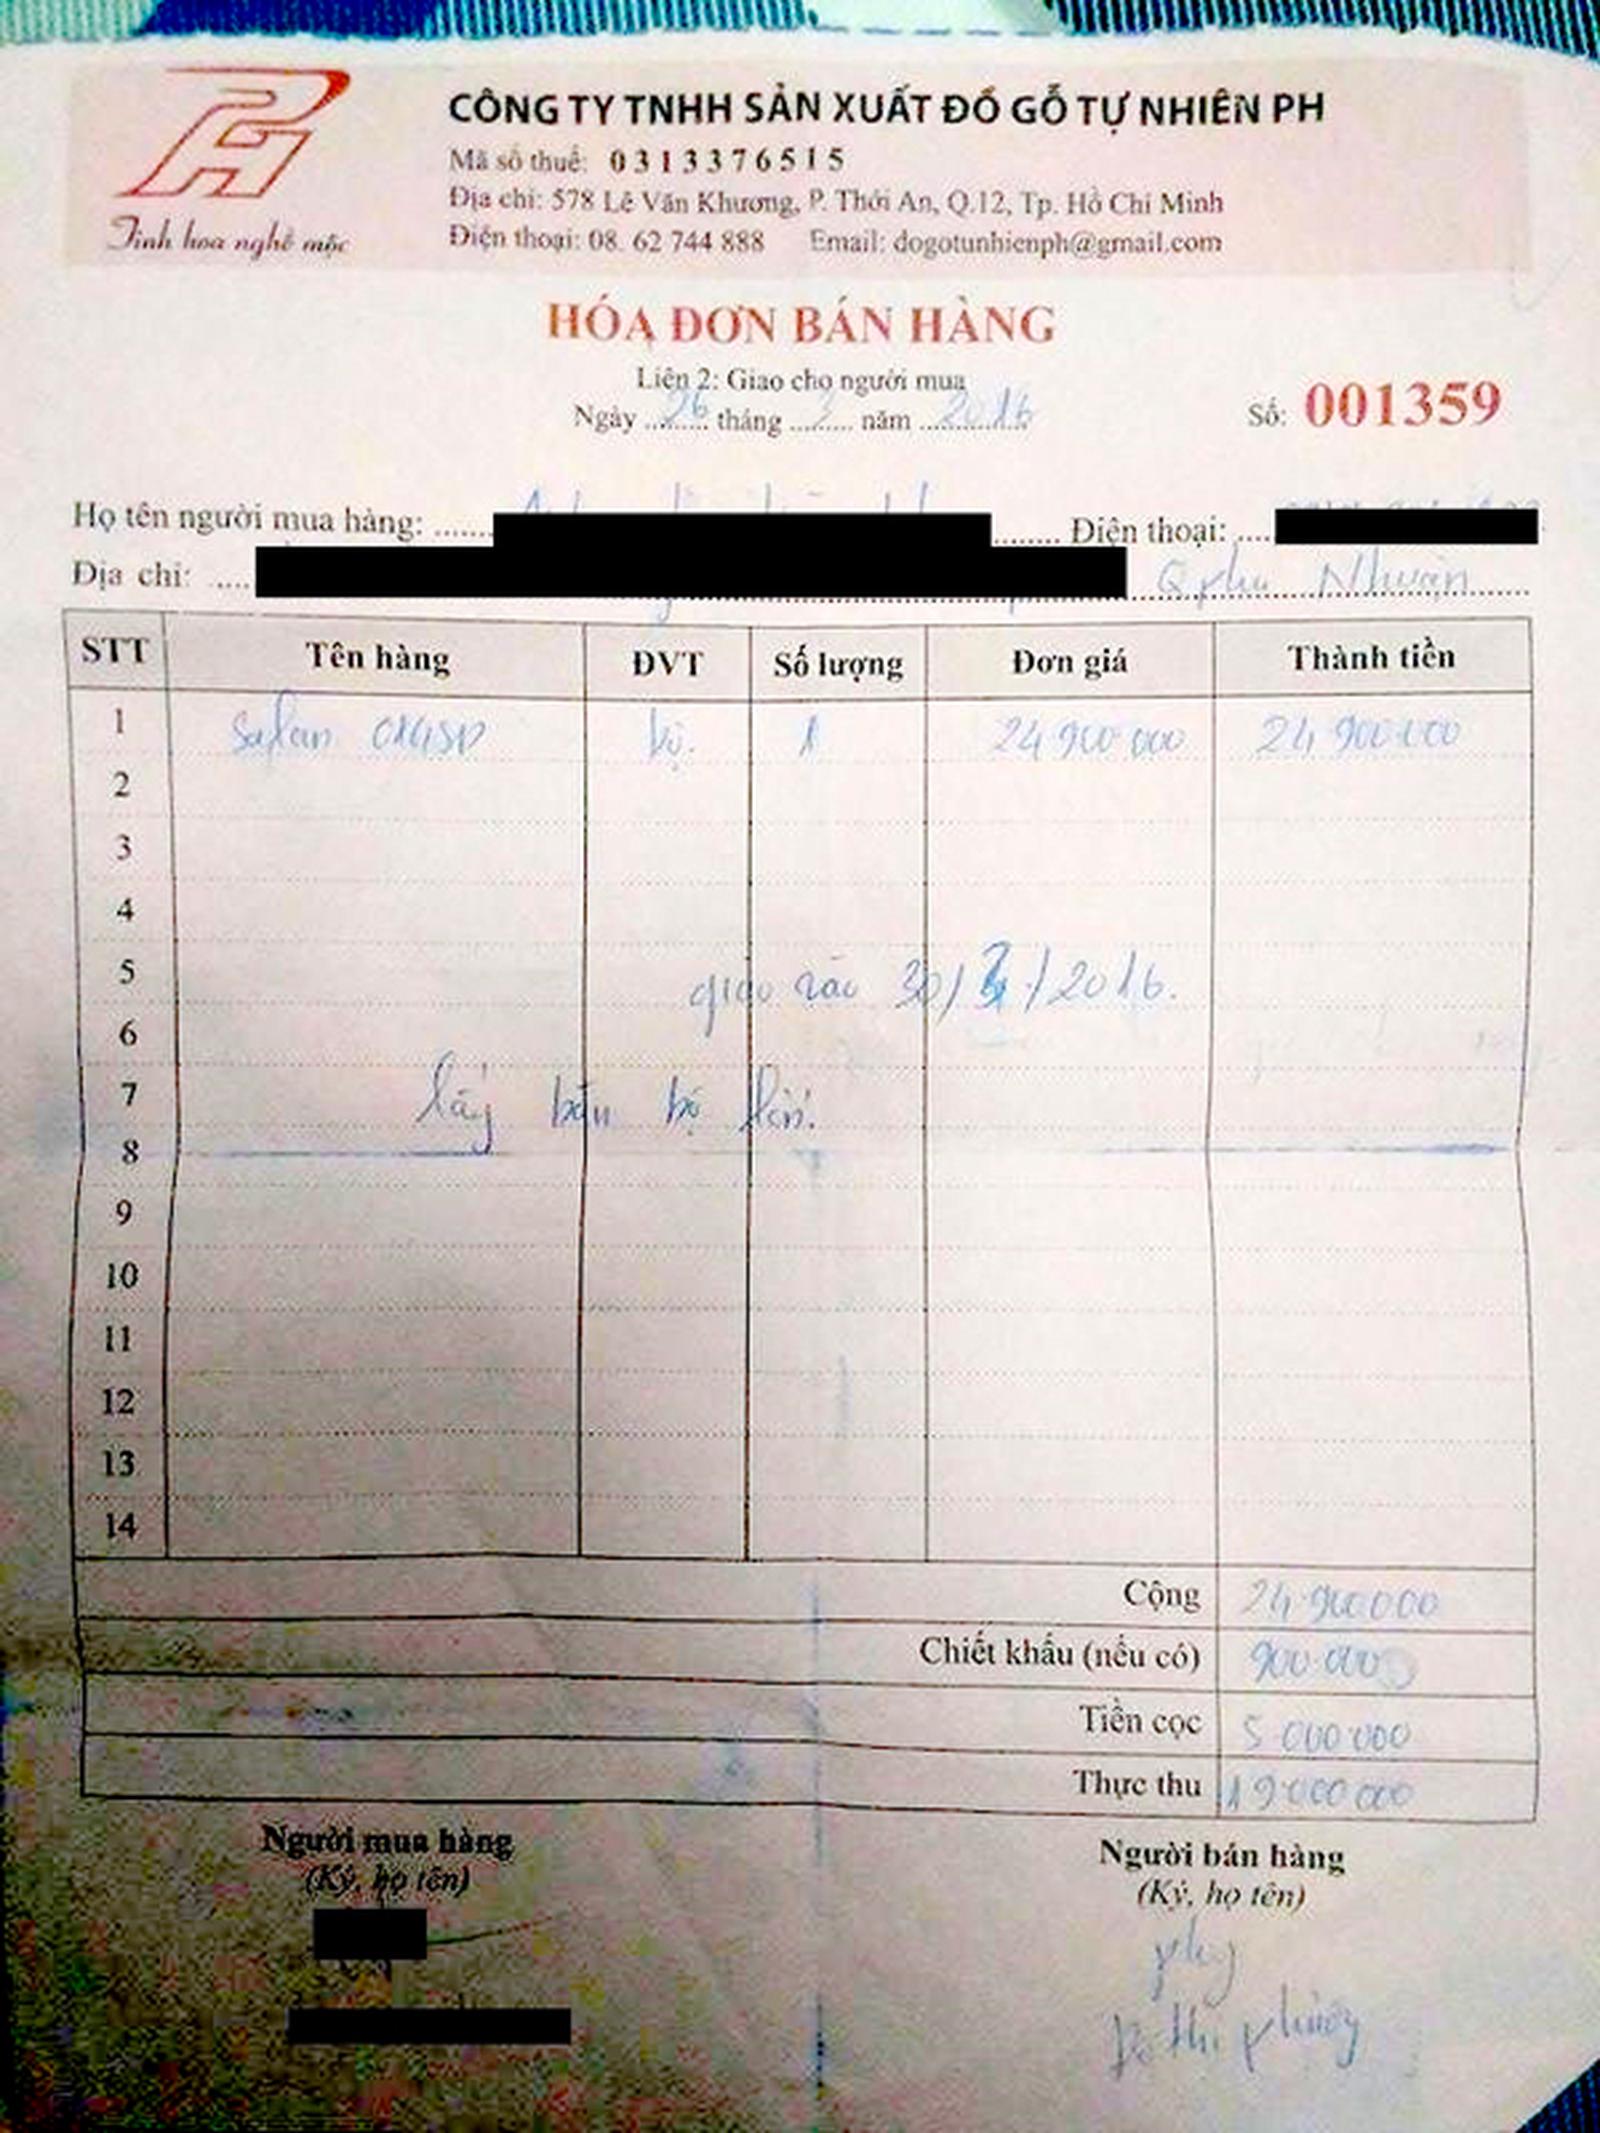 PH
Tinh hoa nghề mộc
CÔNG TY TNHH SẢN XUẤT ĐỒ GỖ TỰ NHIÊN PH
Mã số thuế: 0313376515
Địa chỉ: 578 Lê Văn Khương, P. Thới An, Q.12, Tp. Hồ Chí Minh
Điện thoại: 08. 62 744 888 Email: dogotunhienph@gmail.com
HÓA ĐƠN BÁN HÀNG
Liên 2: Giao cho người mua
Ngày 26 tháng 3 năm 2016
Số: 001359
Họ tên người mua hàng: Điện thoại:
Địa chỉ: Q phú Nhuận
STT Tên hàng ĐVT Số lượng Đơn giá Thành tiền
1 bộ. 1 24 900 000 24 900 000
2
3
4
5 giao vào 30/3/2016.
6
7 lấy bản bộ lớn.
8
9
10
11
12
13
14
Cộng 24 900 000
Chiết khấu (nếu có) 900.000
Tiền cọc 5 000 000
Thực thu 19 000 000
Người mua hàng Người bán hàng
(Ký, họ tên) (Ký, họ tên)